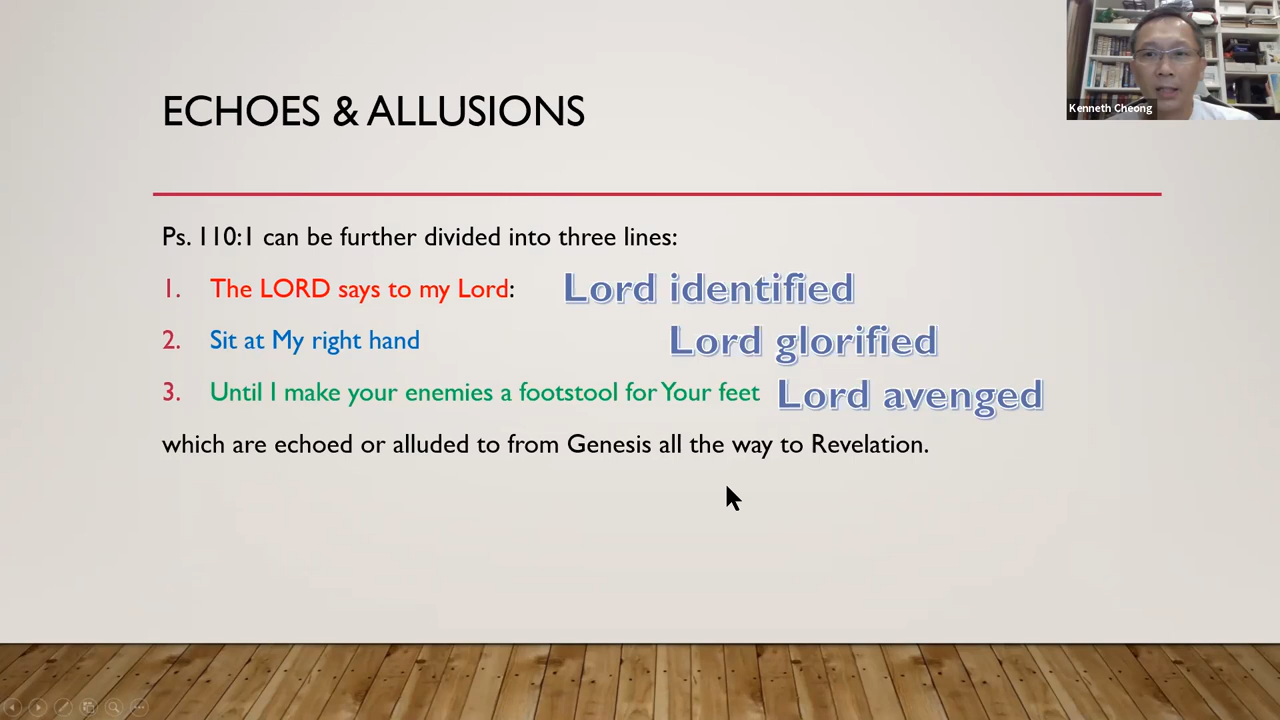 Kenneth Cheong
ECHOES & ALLUSIONS
Ps. 110:1 can be further divided into three lines:
1. The LORD says to my Lord: Lord identified
2. Sit at My right hand Lord glorified
3. Until I make your enemies a footstool for Your feet Lord avenged
which are echoed or alluded to from Genesis all the way to Revelation.